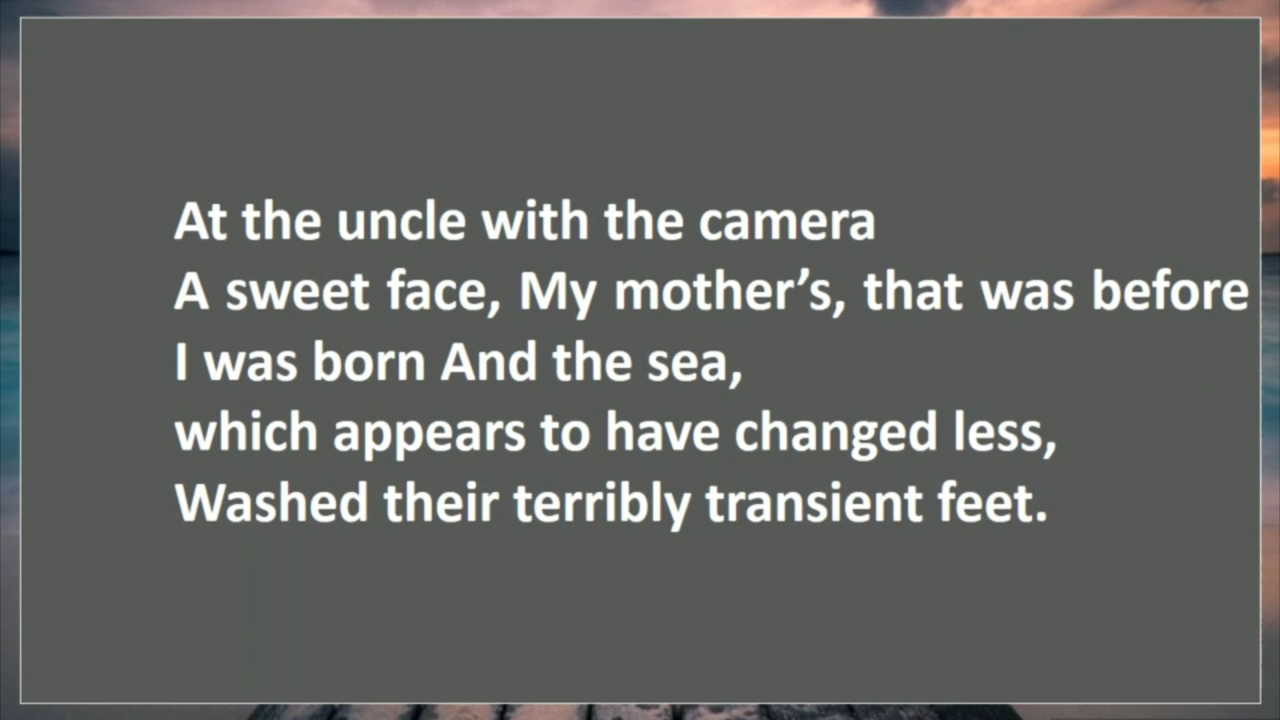 At the uncle with the camera
A sweet face, My mother’s, that was before
I was born And the sea,
which appears to have changed less,
Washed their terribly transient feet.